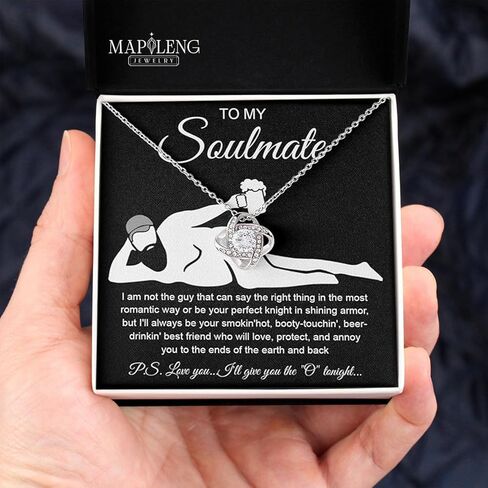 MAPILENG
JEWELRY
TO MY
Soulmate
I am not the guy that can say the right thing in the most
romantic way or be your perfect knight in shining armor,
but I'll always be your smokin'hot, booty-touchin', beer-
drinkin' best friend who will love, protect, and annoy
you to the ends of the earth and back
P.S. Love you...I'll give you the "O" tonight...